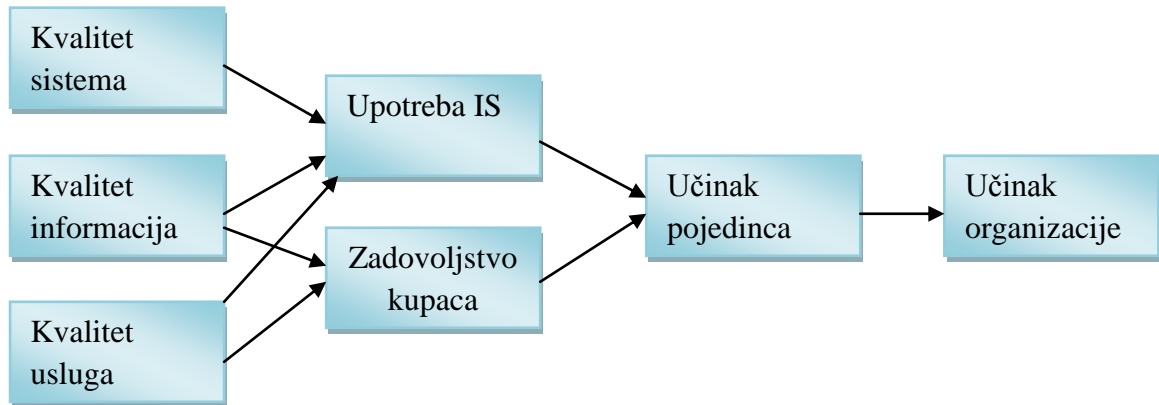 Kvalitet
sistema
Kvalitet
informacija
Kvalitet
usluga
Upotreba IS
Zadovoljstvo
kupaca
Učinak
pojedinca
Učinak
organizacije